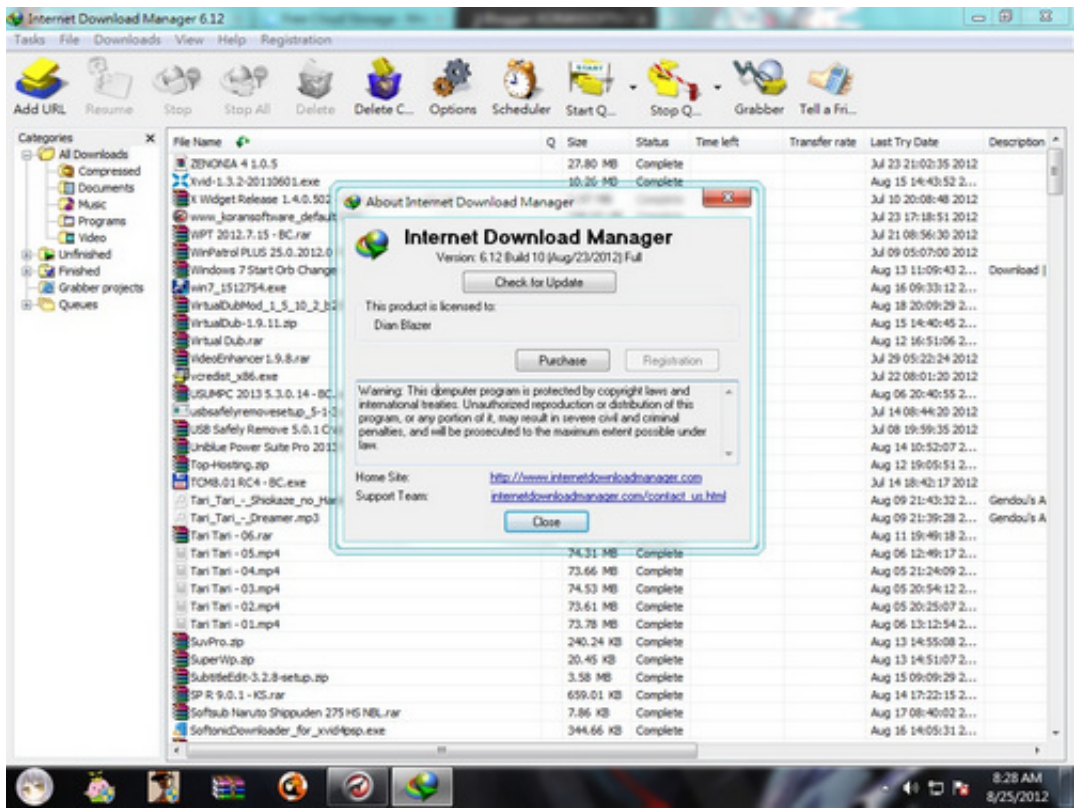 Internet Download Manager 6.12
Tasks File Downloads View Help Registration
Add URL Resume Stop Stop All Delete Delete C... Options Scheduler Start Q... Stop Q... Grabber Tell a Fri...
Categories
All Downloads
Compressed
Documents
Music
Programs
Video
Unfinished
Finished
Grabber projects
Queues
File Name Q Size Status Time left Transfer rate Last Try Date Description
ZENONIA 4 1.0.5 27.80 MB Complete Jul 23 21:02:35 2012
Xvid-1.3.2-20110601.exe 10.26 MB Complete Aug 15 14:43:52 2...
X Widget Release 1.4.0.502 Jul 10 20:08:48 2012
www_koransoftware_default Jul 23 17:18:51 2012
WPT 2012.7.15 - BC.rar Jul 21 08:56:30 2012
WinPatrol PLUS 25.0.2012.0 Jul 09 05:07:00 2012
Windows 7 Start Orb Change Aug 13 11:09:43 2... Download
win7_1512754.exe Aug 16 09:33:12 2...
VirtualDubMod_1_5_10_2_b2 Aug 18 20:09:29 2...
VirtualDub-1.9.11.zip Aug 15 14:40:45 2...
Virtual Dub.rar Aug 12 16:51:06 2...
VideoEnhancer 1.9.8.rar Jul 29 05:22:24 2012
vcredist_x86.exe Jul 22 08:01:20 2012
USUMPC 2013 5.3.0.14 - BC. Aug 06 20:40:55 2...
usbsafelyremovesetup_5-1-2 Jul 14 08:44:20 2012
USB Safely Remove 5.0.1 C Jul 08 19:59:35 2012
Uniblue Power Suite Pro 2012 Aug 14 10:52:07 2...
Top-Hosting.zip Aug 12 19:05:51 2...
TCM8.01 RC4 - BC.exe Jul 14 18:42:17 2012
Tari_Tari_-_Shiokaze_no_Har Aug 09 21:43:32 2... Gendou's A
Tari_Tari_-_Dreamer.mp3 Aug 09 21:39:28 2... Gendou's A
Tari Tari - 06.rar Aug 11 19:49:18 2...
Tari Tari - 05.mp4 74.31 MB Complete Aug 06 12:49:17 2...
Tari Tari - 04.mp4 73.66 MB Complete Aug 05 21:24:09 2...
Tari Tari - 03.mp4 74.53 MB Complete Aug 05 20:54:12 2...
Tari Tari - 02.mp4 73.61 MB Complete Aug 05 20:25:07 2...
Tari Tari - 01.mp4 73.78 MB Complete Aug 06 13:12:54 2...
SuvPro.zip 240.24 KB Complete Aug 13 14:55:08 2...
SuperWp.zip 20.45 KB Complete Aug 13 14:51:07 2...
SubtitleEdit-3.2.8-setup.zip 3.58 MB Complete Aug 15 09:09:29 2...
SP R 9.0.1 - KS.rar 659.01 KB Complete Aug 14 17:22:15 2...
Softsub Naruto Shippuden 275 HS NBL.rar 7.86 KB Complete Aug 17 08:40:02 2...
SoftonicDownloader_for_xvid4psp.exe 344.66 KB Complete Aug 16 14:05:31 2...
About Internet Download Manager
Internet Download Manager
Version: 6.12 Build 10 (Aug/23/2012) Full
Check for Update
This product is licensed to:
Dian Blazer
Purchase Registration
Warning: This computer program is protected by copyright laws and
international treaties. Unauthorized reproduction or distribution of this
program, or any portion of it, may result in severe civil and criminal
penalties, and will be prosecuted to the maximum extent possible under
law.
Home Site: http://www.internetdownloadmanager.com
Support Team: internetdownloadmanager.com/contact_us.html
Close
8:28 AM
8/25/2012